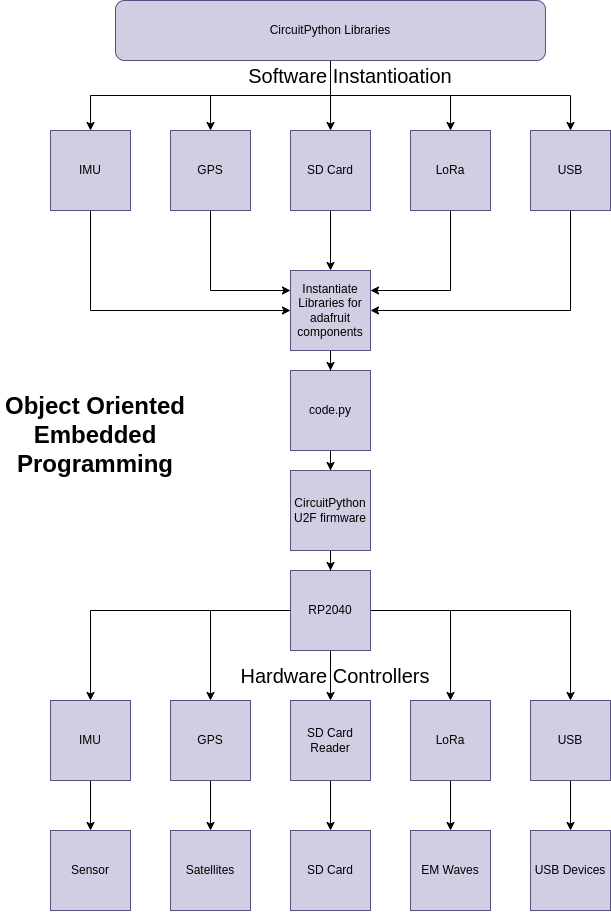 CircuitPython Libraries
Software Instantioation
IMU
GPS
SD Card
LoRa
USB
Instantiate
Libraries for
adafruit
components
code.py
Object Oriented
Embedded
Programming
CircuitPython
U2F firmware
RP2040
Hardware Controllers
IMU
GPS
SD Card
Reader
LoRa
USB
Sensor
Satellites
SD Card
EM Waves
USB Devices